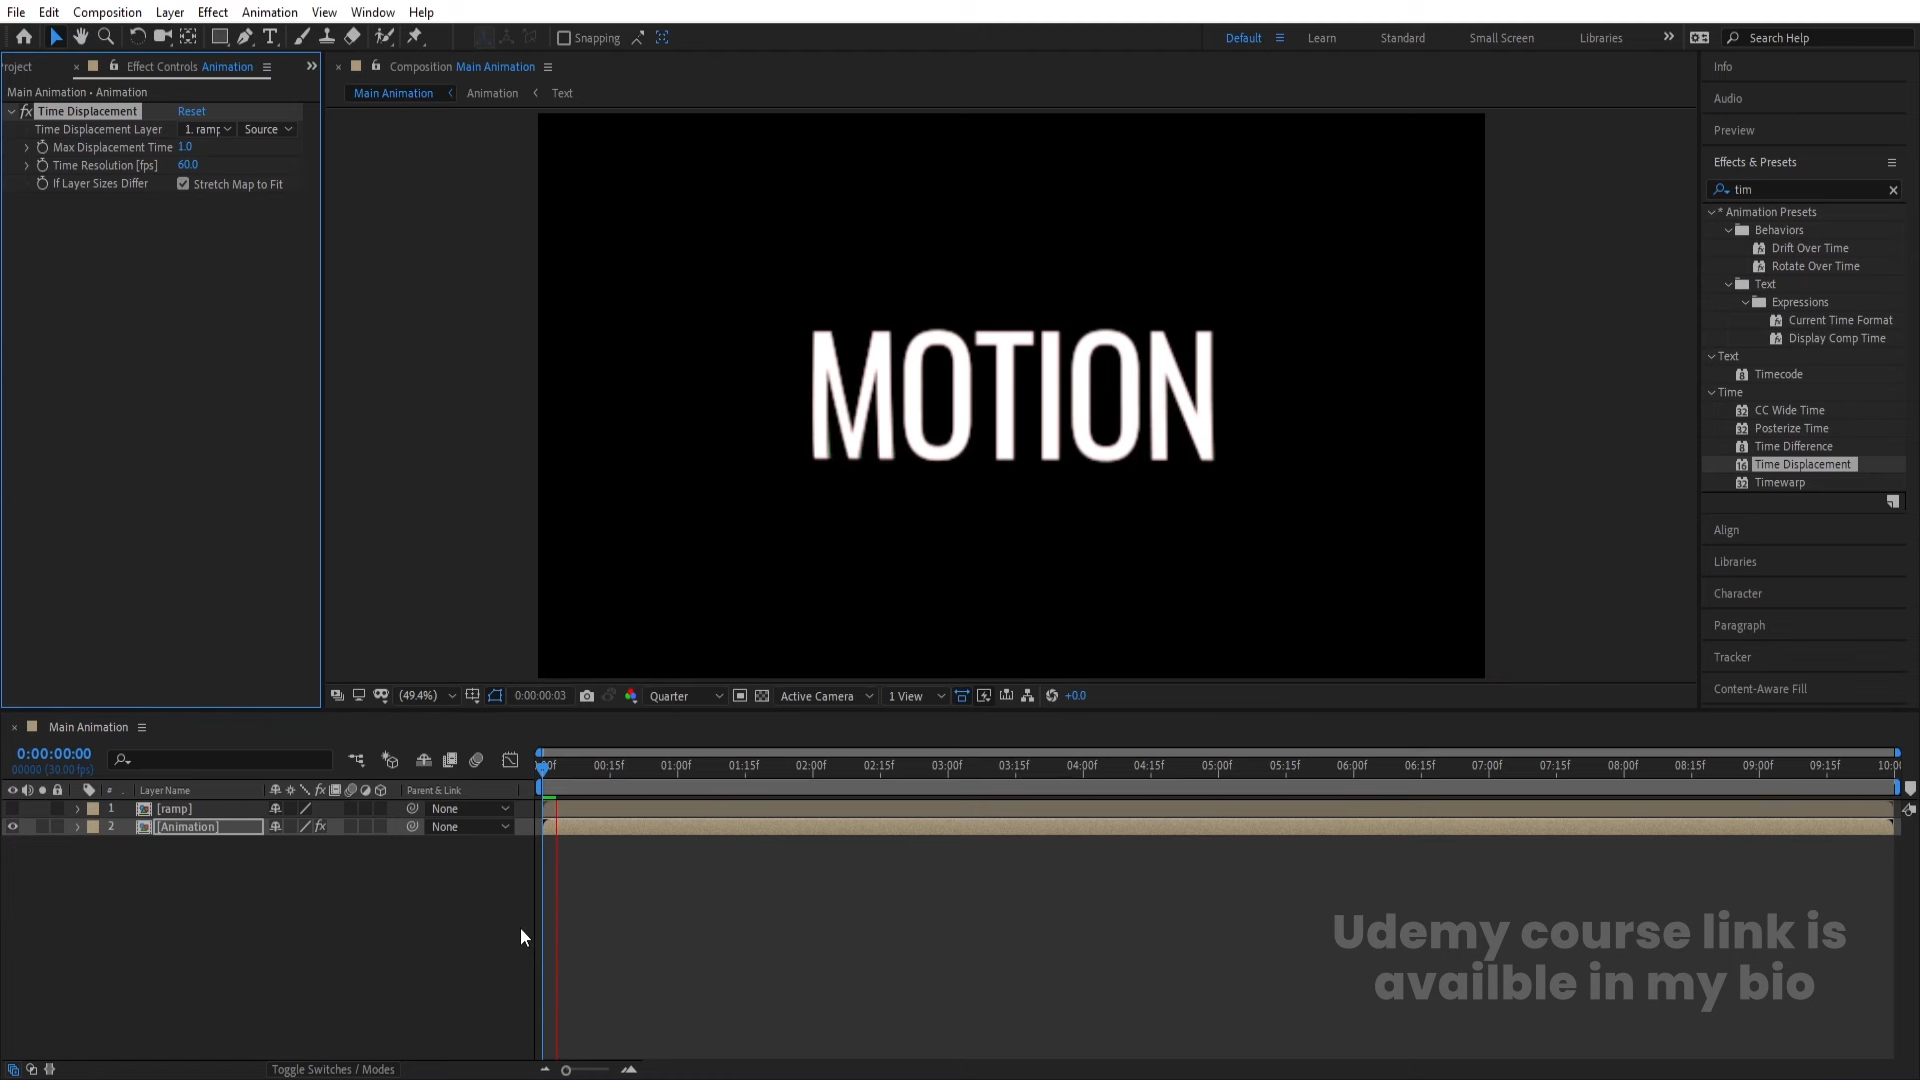 File Edit Composition Layer Effect Animation View Window Help
Snapping
Default Learn Standard Small Screen Libraries Search Help
roject Effect Controls Animation
Main Animation • Animation
fx Time Displacement Reset
Time Displacement Layer 1. ramp Source
Max Displacement Time 1.0
Time Resolution [fps] 60.0
If Layer Sizes Differ Stretch Map to Fit
Composition Main Animation
Main Animation Animation Text
MOTION
(49.4%) 0:00:00:03 Quarter Active Camera 1 View +0.0
Info
Audio
Preview
Effects & Presets
tim
* Animation Presets
Behaviors
Drift Over Time
Rotate Over Time
Text
Expressions
Current Time Format
Display Comp Time
Text
Timecode
Time
CC Wide Time
Posterize Time
Time Difference
Time Displacement
Timewarp
Align
Libraries
Character
Paragraph
Tracker
Content-Aware Fill
Main Animation
0:00:00:00
00000 (30.00 fps)
00f 00:15f 01:00f 01:15f 02:00f 02:15f 03:00f 03:15f 04:00f 04:15f 05:00f 05:15f 06:00f 06:15f 07:00f 07:15f 08:00f 08:15f 09:00f 09:15f 10:00
# Layer Name fx Parent & Link
1 [ramp] None
2 [Animation] fx None
Udemy course link is
availble in my bio
Toggle Switches / Modes